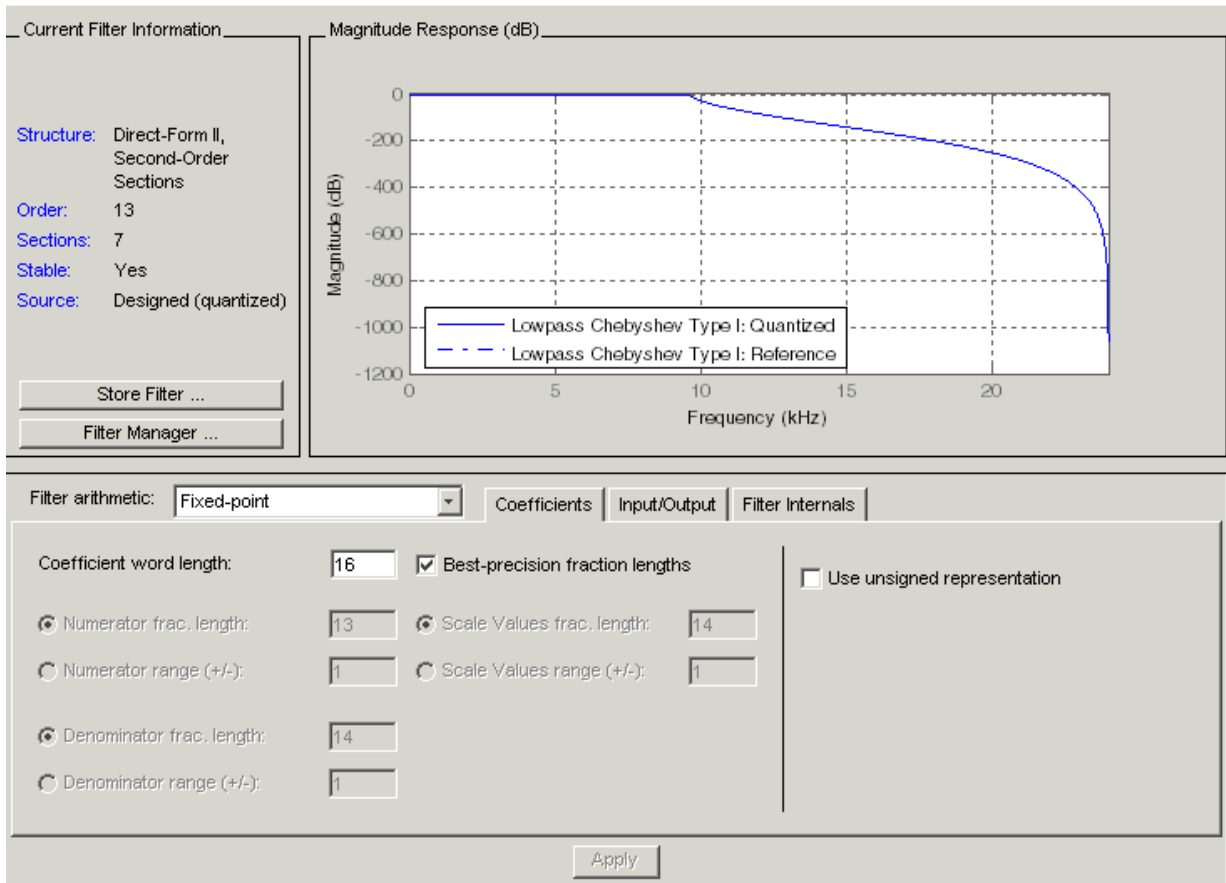 Current Filter Information
Structure: Direct-Form II,
Second-Order
Sections
Order: 13
Sections: 7
Stable: Yes
Source: Designed (quantized)
Store Filter ...
Filter Manager ...
Magnitude Response (dB)
Magnitude (dB)
0
-200
-400
-600
-800
-1000
-1200
Lowpass Chebyshev Type I: Quantized
Lowpass Chebyshev Type I: Reference
0 5 10 15 20
Frequency (kHz)
Filter arithmetic: Fixed-point
Coefficients Input/Output Filter Internals
Coefficient word length: 16 Best-precision fraction lengths
Use unsigned representation
Numerator frac. length: 13 Scale Values frac. length: 14
Numerator range (+/-): 1 Scale Values range (+/-): 1
Denominator frac. length: 14
Denominator range (+/-): 1
Apply